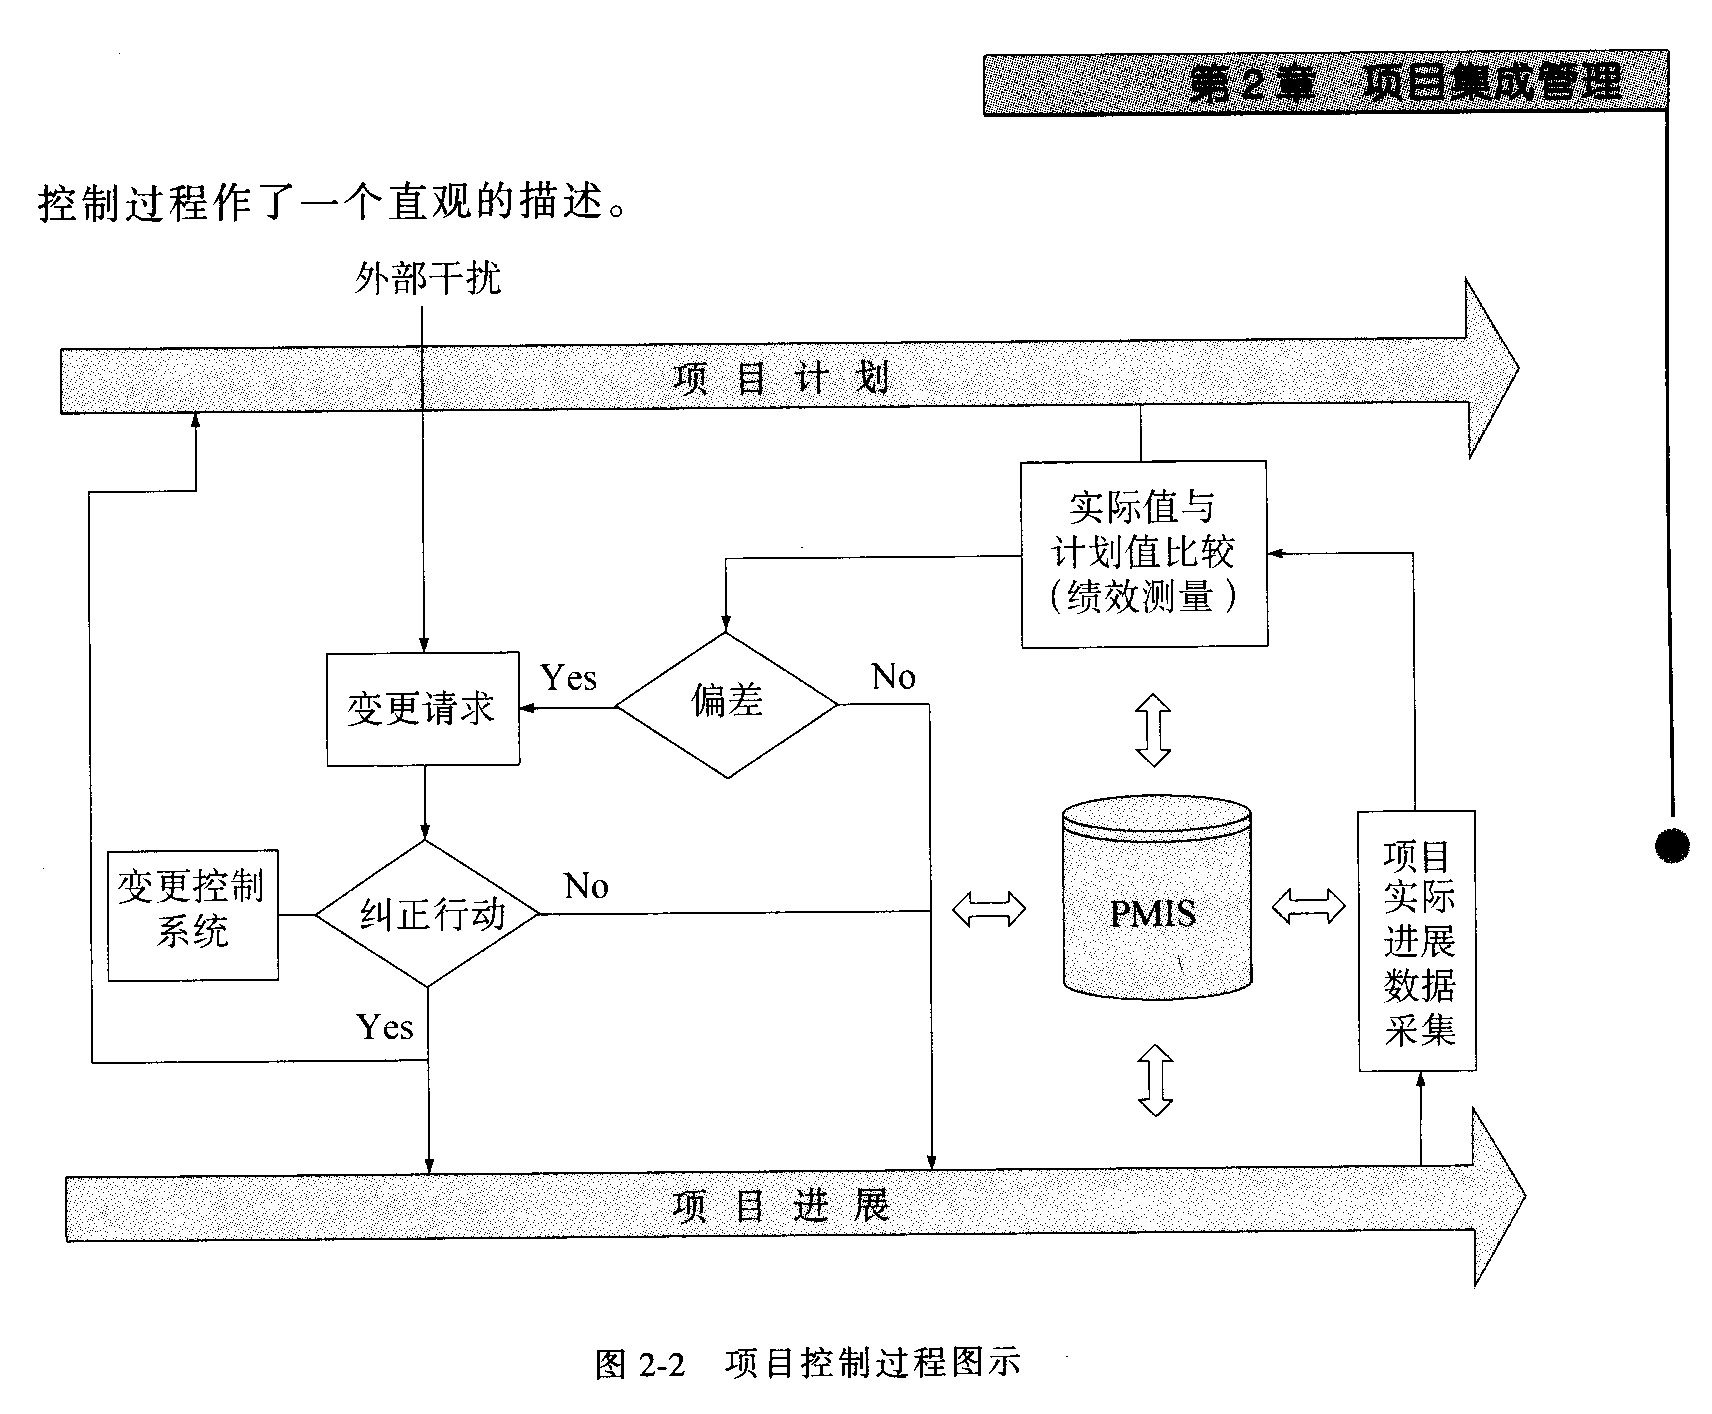 第2章 项目集成管理
控制过程作了一个直观的描述。
外部干扰
项目计划
实际值与
计划值比较
（绩效测量）
偏差
Yes
No
变更请求
变更控制
系统
纠正行动
No
Yes
PMIS
项目
实际
进展
数据
采集
项目进展
图 2-2 项目控制过程图示